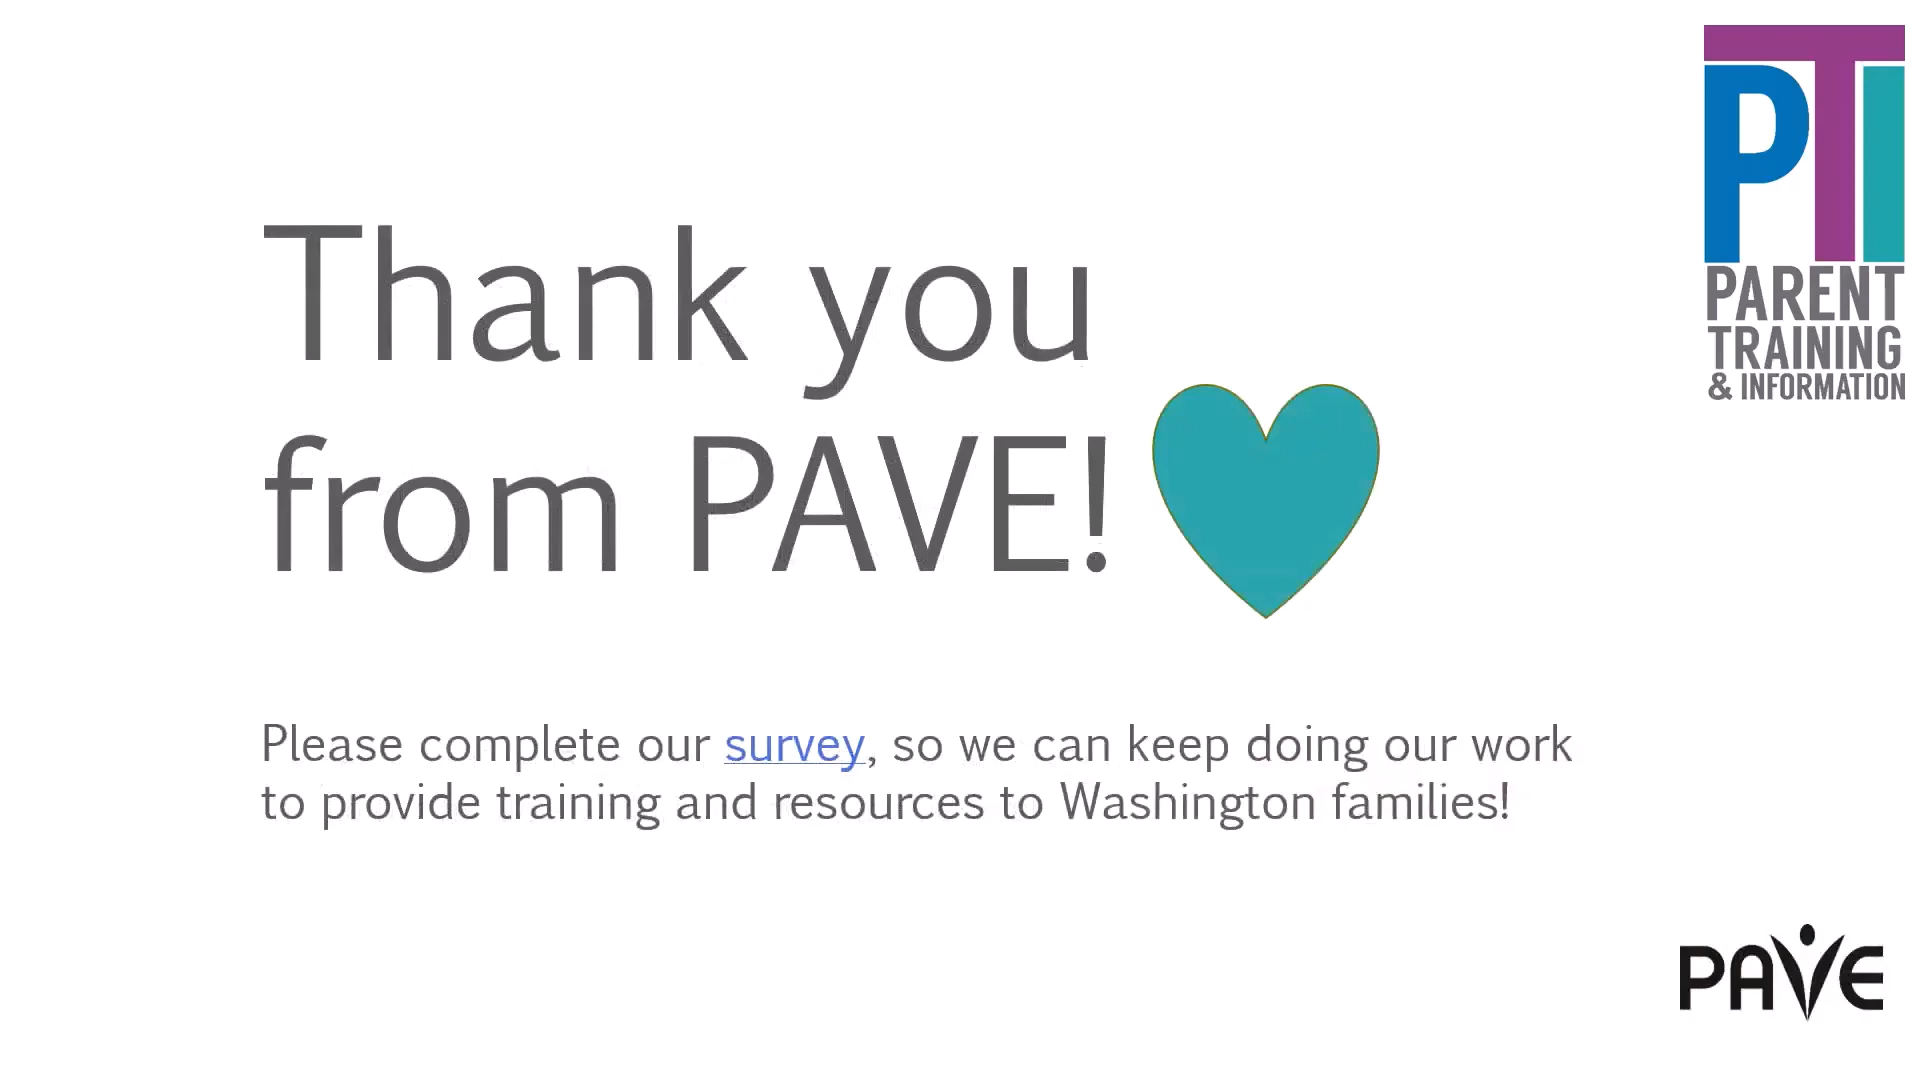 PTI
PARENT
TRAINING
& INFORMATION
Thank you
from PAVE!
Please complete our survey, so we can keep doing our work
to provide training and resources to Washington families!
PAVE